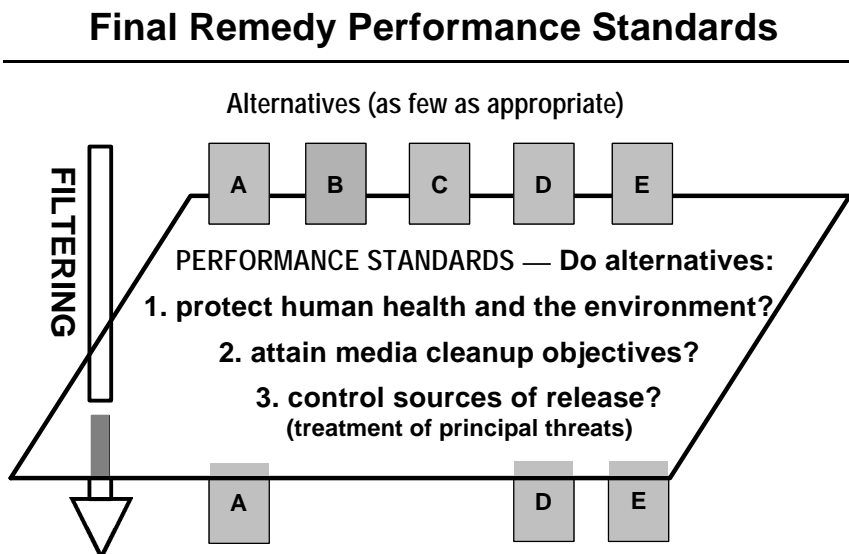 Final Remedy Performance Standards
Alternatives (as few as appropriate)
FILTERING
A B C D E
PERFORMANCE STANDARDS — Do alternatives:
1. protect human health and the environment?
2. attain media cleanup objectives?
3. control sources of release?
(treatment of principal threats)
A D E